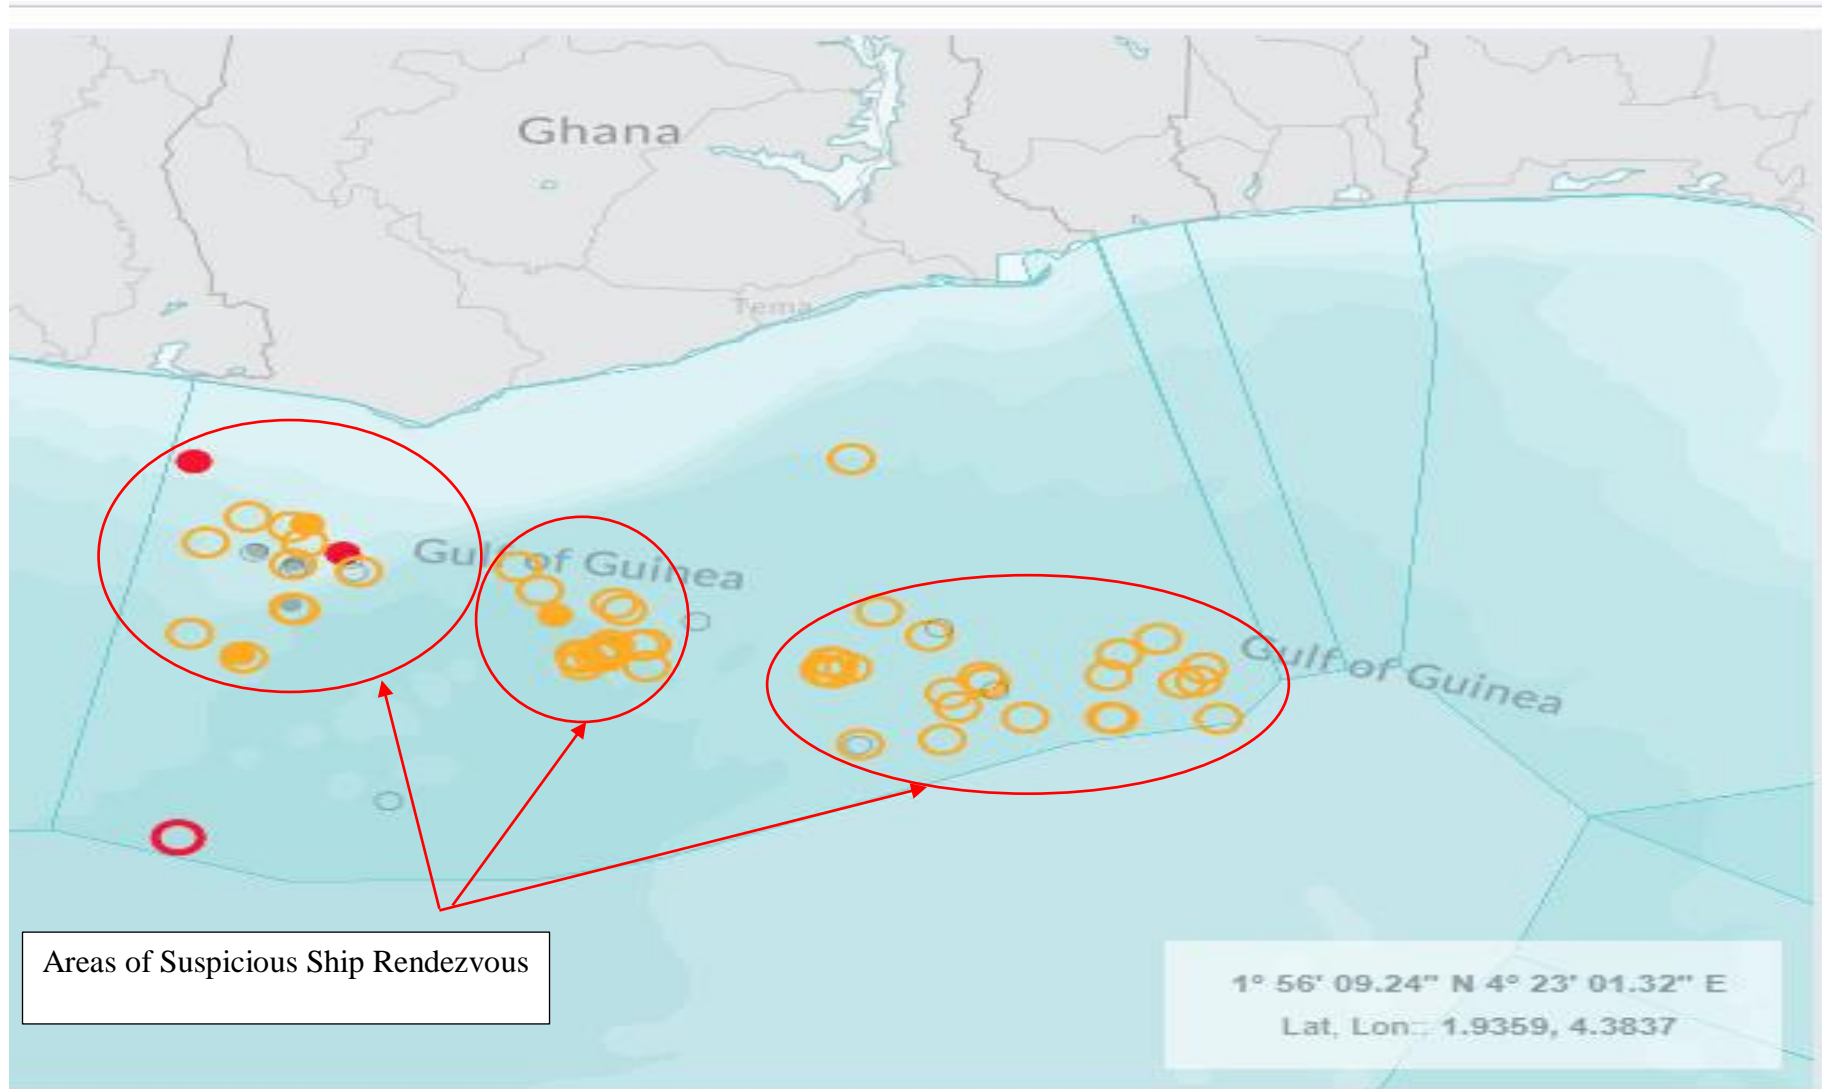 Ghana
Tema
Gulf of Guinea
Gulf of Guinea
Areas of Suspicious Ship Rendezvous
1° 56' 09.24" N 4° 23' 01.32" E
Lat, Lon:: 1.9359, 4.3837